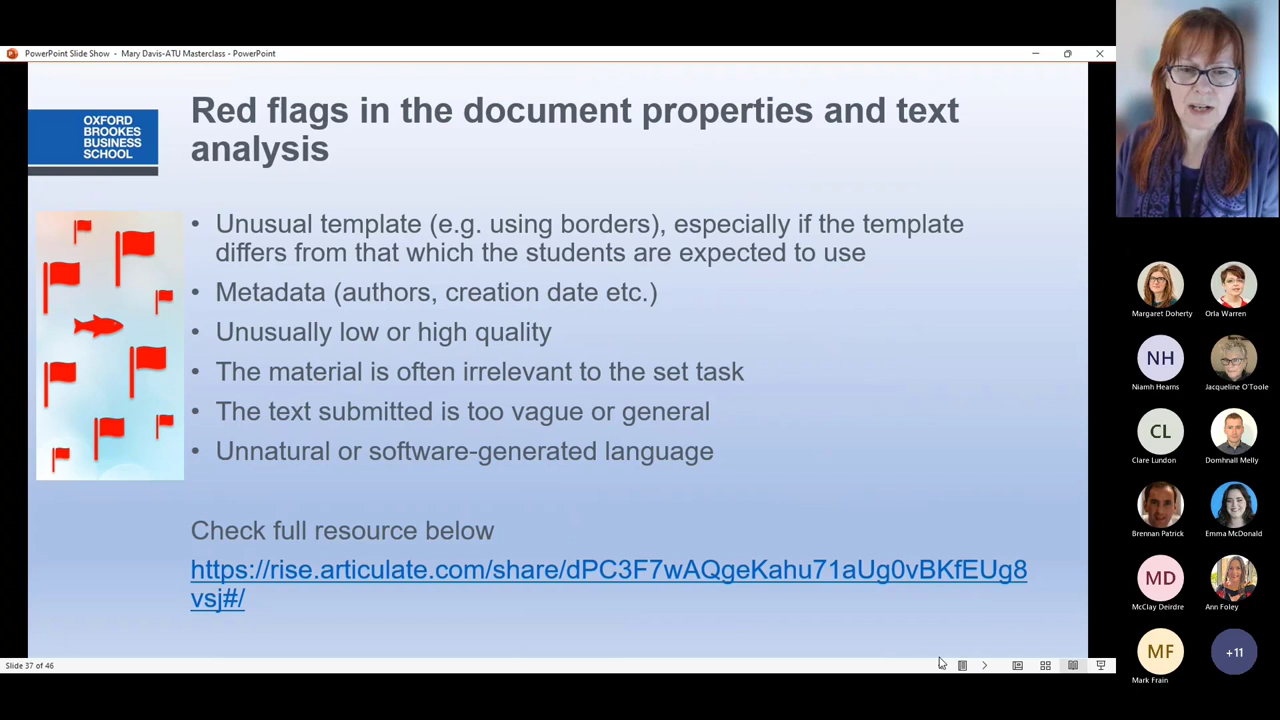 PowerPoint Slide Show - Mary Davis-ATU Masterclass - PowerPoint
OXFORD
BROOKES
BUSINESS
SCHOOL
Red flags in the document properties and text
analysis
• Unusual template (e.g. using borders), especially if the template
differs from that which the students are expected to use
• Metadata (authors, creation date etc.)
• Unusually low or high quality
• The material is often irrelevant to the set task
• The text submitted is too vague or general
• Unnatural or software-generated language
Check full resource below
https://rise.articulate.com/share/dPC3F7wAQgeKahu71aUg0vBKfEUg8
vsj#/
Slide 37 of 46
Margaret Doherty
Orla Warren
NH
Niamh Hearns
Jacqueline O'Toole
CL
Clare Lundon
Domhnall Melly
Brennan Patrick
Emma McDonald
MD
McClay Deirdre
Ann Foley
MF
Mark Frain
+11